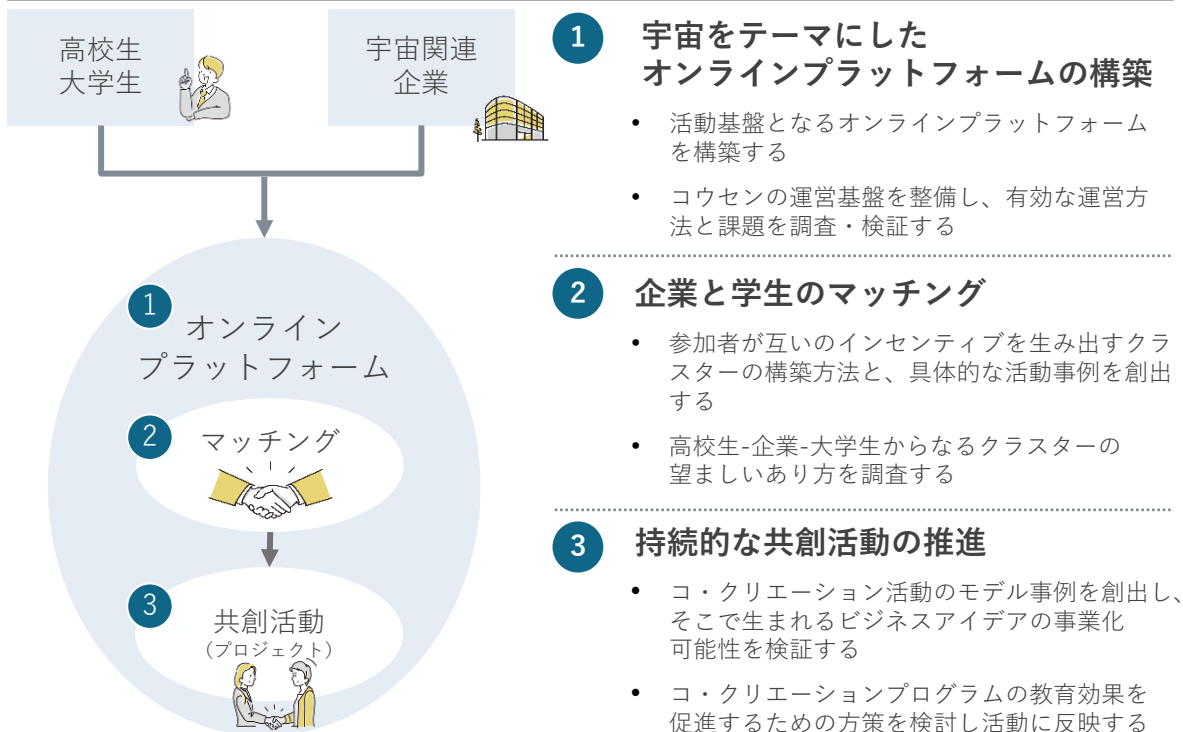 高校生
大学生
宇宙関連
企業
1
オンライン
プラットフォーム
2
マッチング
3
共創活動
（プロジェクト）
1
宇宙をテーマにした
オンラインプラットフォームの構築
• 活動基盤となるオンラインプラットフォーム
を構築する
• コウセンの運営基盤を整備し、有効な運営方
法と課題を調査・検証する
2
企業と学生のマッチング
• 参加者が互いのインセンティブを生み出すクラ
スターの構築方法と、具体的な活動事例を創出
する
• 高校生-企業-大学生からなるクラスターの
望ましいあり方を調査する
3
持続的な共創活動の推進
• コ・クリエーション活動のモデル事例を創出し、
そこで生まれるビジネスアイデアの事業化
可能性を検証する
• コ・クリエーションプログラムの教育効果を
促進するための方策を検討し活動に反映する